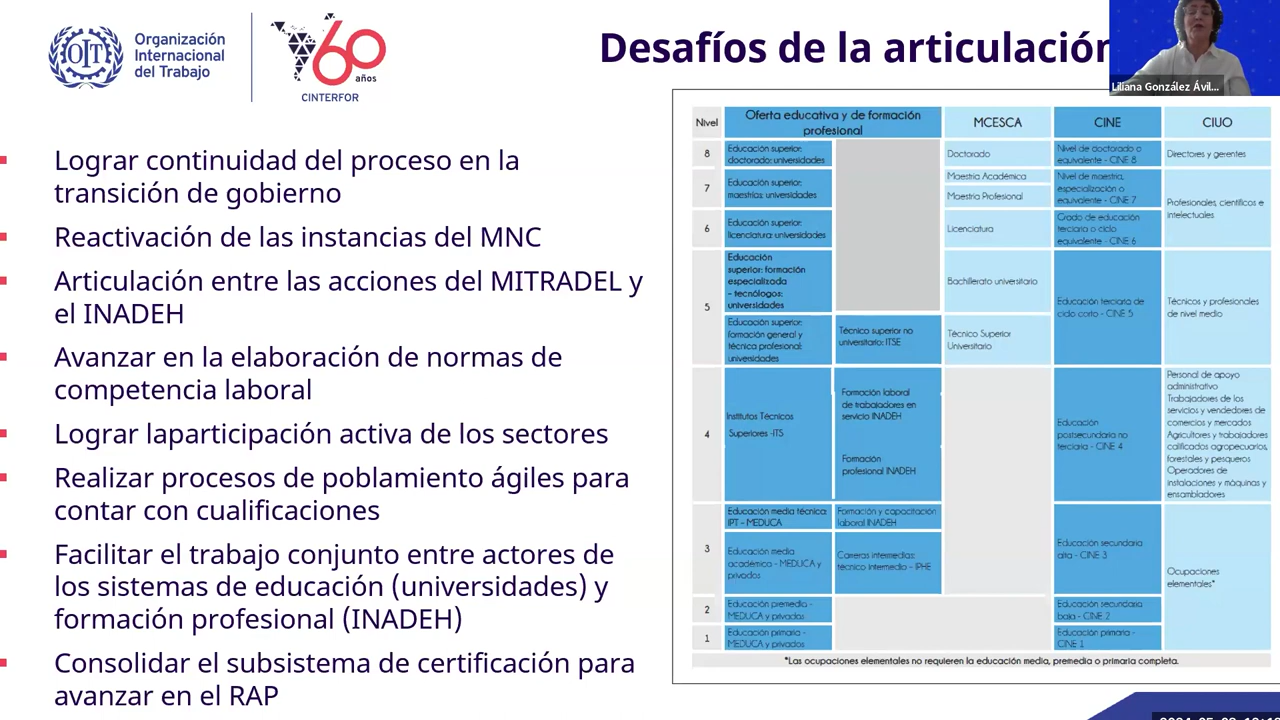 Organización
Internacional
del Trabajo
60
años
CINTERFOR
Desafíos de la articulación
Liliana González Ávil...
Lograr continuidad del proceso en la
transición de gobierno
Reactivación de las instancias del MNC
Articulación entre las acciones del MITRADEL y
el INADEH
Avanzar en la elaboración de normas de
competencia laboral
Lograr laparticipación activa de los sectores
Realizar procesos de poblamiento ágiles para
contar con cualificaciones
Facilitar el trabajo conjunto entre actores de
los sistemas de educación (universidades) y
formación profesional (INADEH)
Consolidar el subsistema de certificación para
avanzar en el RAP
Nivel
Oferta educativa y de formación
profesional
MCESCA
CINE
CIUO
8
Educación superior:
doctorado: universidades
Doctorado
Nivel de doctorado o
equivalente - CINE 8
Directores y gerentes
7
Educación superior:
maestrías: universidades
Maestría Académica
Maestría Profesional
Nivel de maestría,
especialización o
equivalente - CINE 7
Profesionales, científicos e
intelectuales
6
Educación superior:
licenciatura: universidades
Licenciatura
Grado de educación
terciaria o ciclo
equivalente - CINE 6
5
Educación
superior: formación
especializada
- tecnólogos:
universidades
Bachillerato universitario
Educación terciaria de
ciclo corto - CINE 5
Técnicos y profesionales
de nivel medio
Educación superior:
formación general y
técnica profesional:
universidades
Técnico superior no
universitario: ITSE
Técnico Superior
Universitario
4
Institutos Técnicos
Superiores -ITS
Formación laboral
de trabajadores en
servicio INADEH
Formación
profesional INADEH
Educación
postsecundaria no
terciaria - CINE 4
Personal de apoyo
administrativo
Trabajadores de los
servicios y vendedores de
comercios y mercados
Agricultores y trabajadores
calificados agropecuarios,
forestales y pesqueros
Operadores de
instalaciones y máquinas y
ensambladores
3
Educación media técnica:
IPT - MEDUCA
Formación y capacitación
laboral INADEH
Educación media
académica - MEDUCA y
privados
Carreras intermedias:
técnico intermedio - IPHE
Educación secundaria
alta - CINE 3
Ocupaciones
elementales*
2
Educación premedia -
MEDUCA y privados
Educación secundaria
baja - CINE 2
1
Educación primaria -
MEDUCA y privados
Educación primaria -
CINE 1
*Las ocupaciones elementales no requieren la educación media, premedia o primaria completa.